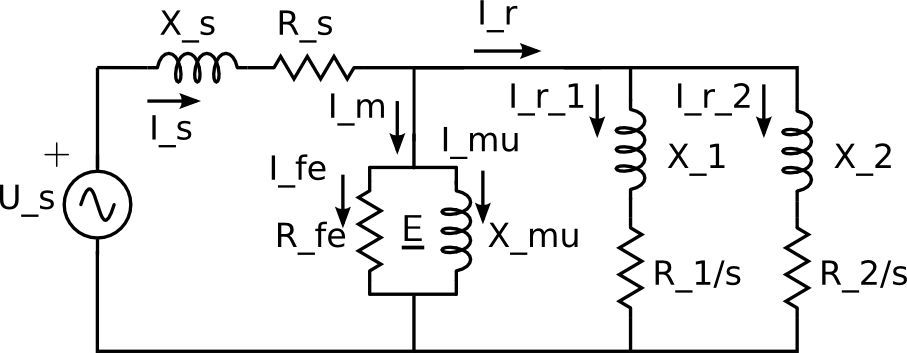 X_s
R_s
I_r
I_s
I_m
I_r_1
I_r_2
I_mu
I_fe
X_1
X_2
+
U_s
R_fe
E
X_mu
R_1/s
R_2/s